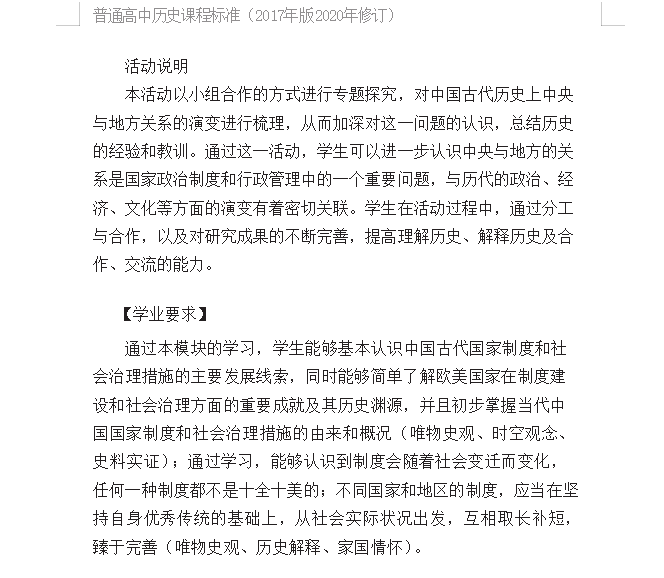 普通高中历史课程标准（2017年版2020年修订）
活动说明
本活动以小组合作的方式进行专题探究，对中国古代历史上中央
与地方关系的演变进行梳理，从而加深对这一问题的认识，总结历史
的经验和教训。通过这一活动，学生可以进一步认识中央与地方的关
系是国家政治制度和行政管理中的一个重要问题，与历代的政治、经
济、文化等方面的演变有着密切关联。学生在活动过程中，通过分工
与合作，以及对研究成果的不断完善，提高理解历史、解释历史及合
作、交流的能力。
【学业要求】
通过本模块的学习，学生能够基本认识中国古代国家制度和社
会治理措施的主要发展线索，同时能够简单了解欧美国家在制度建
设和社会治理方面的重要成就及其历史渊源，并且初步掌握当代中
国国家制度和社会治理措施的由来和概况（唯物史观、时空观念、
史料实证）；通过学习，能够认识到制度会随着社会变迁而变化，
任何一种制度都不是十全十美的；不同国家和地区的制度，应当在坚
持自身优秀传统的基础上，从社会实际状况出发，互相取长补短，
臻于完善（唯物史观、历史解释、家国情怀）。